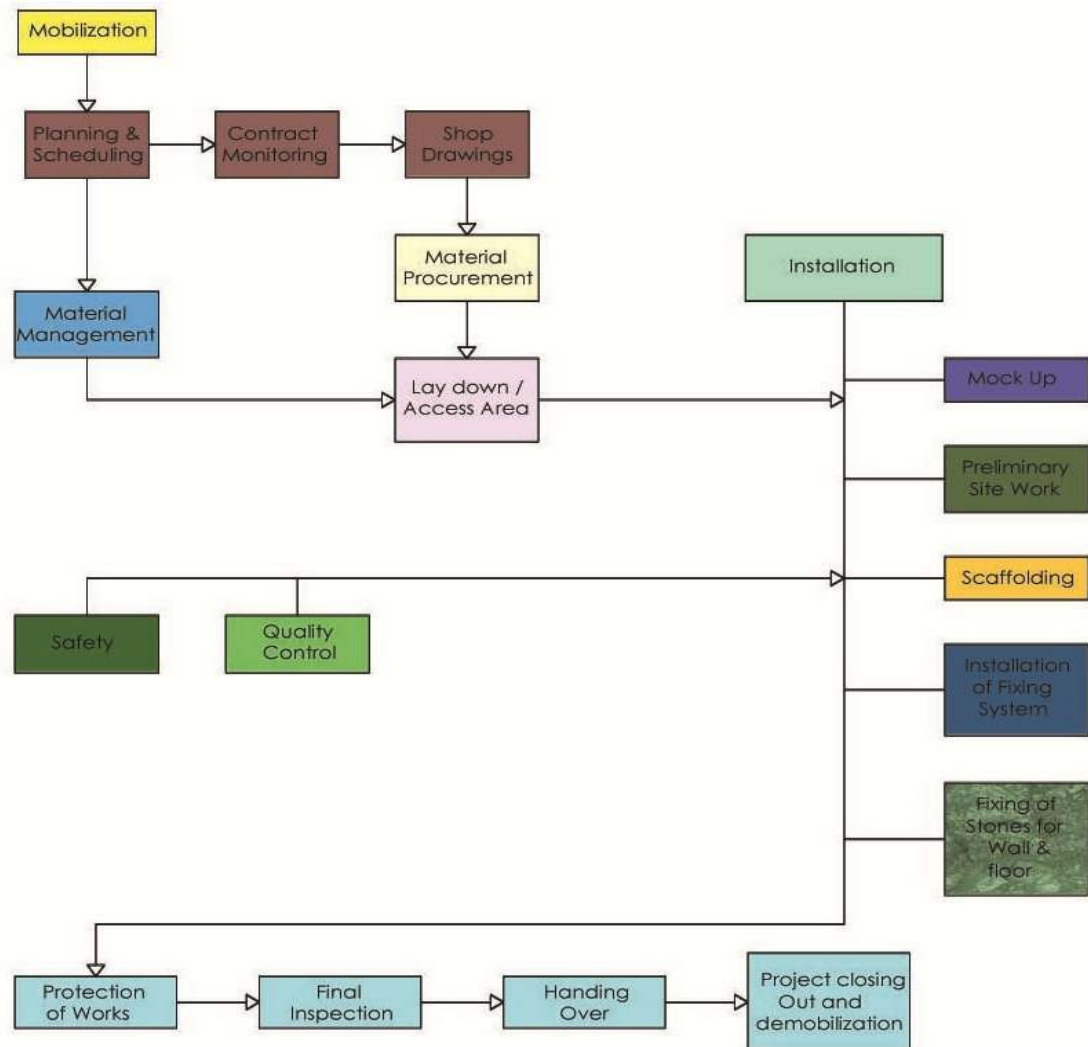 Mobilization
Planning &
Scheduling
Contract
Monitoring
Shop
Drawings
Material
Procurement
Installation
Material
Management
Lay down /
Access Area
Mock Up
Preliminary
Site Work
Scaffolding
Safety
Quality
Control
Installation
of Fixing
System
Fixing of
Stones for
Wall &
floor
Protection
of Works
Final
Inspection
Handing
Over
Project closing
Out and
demobilization